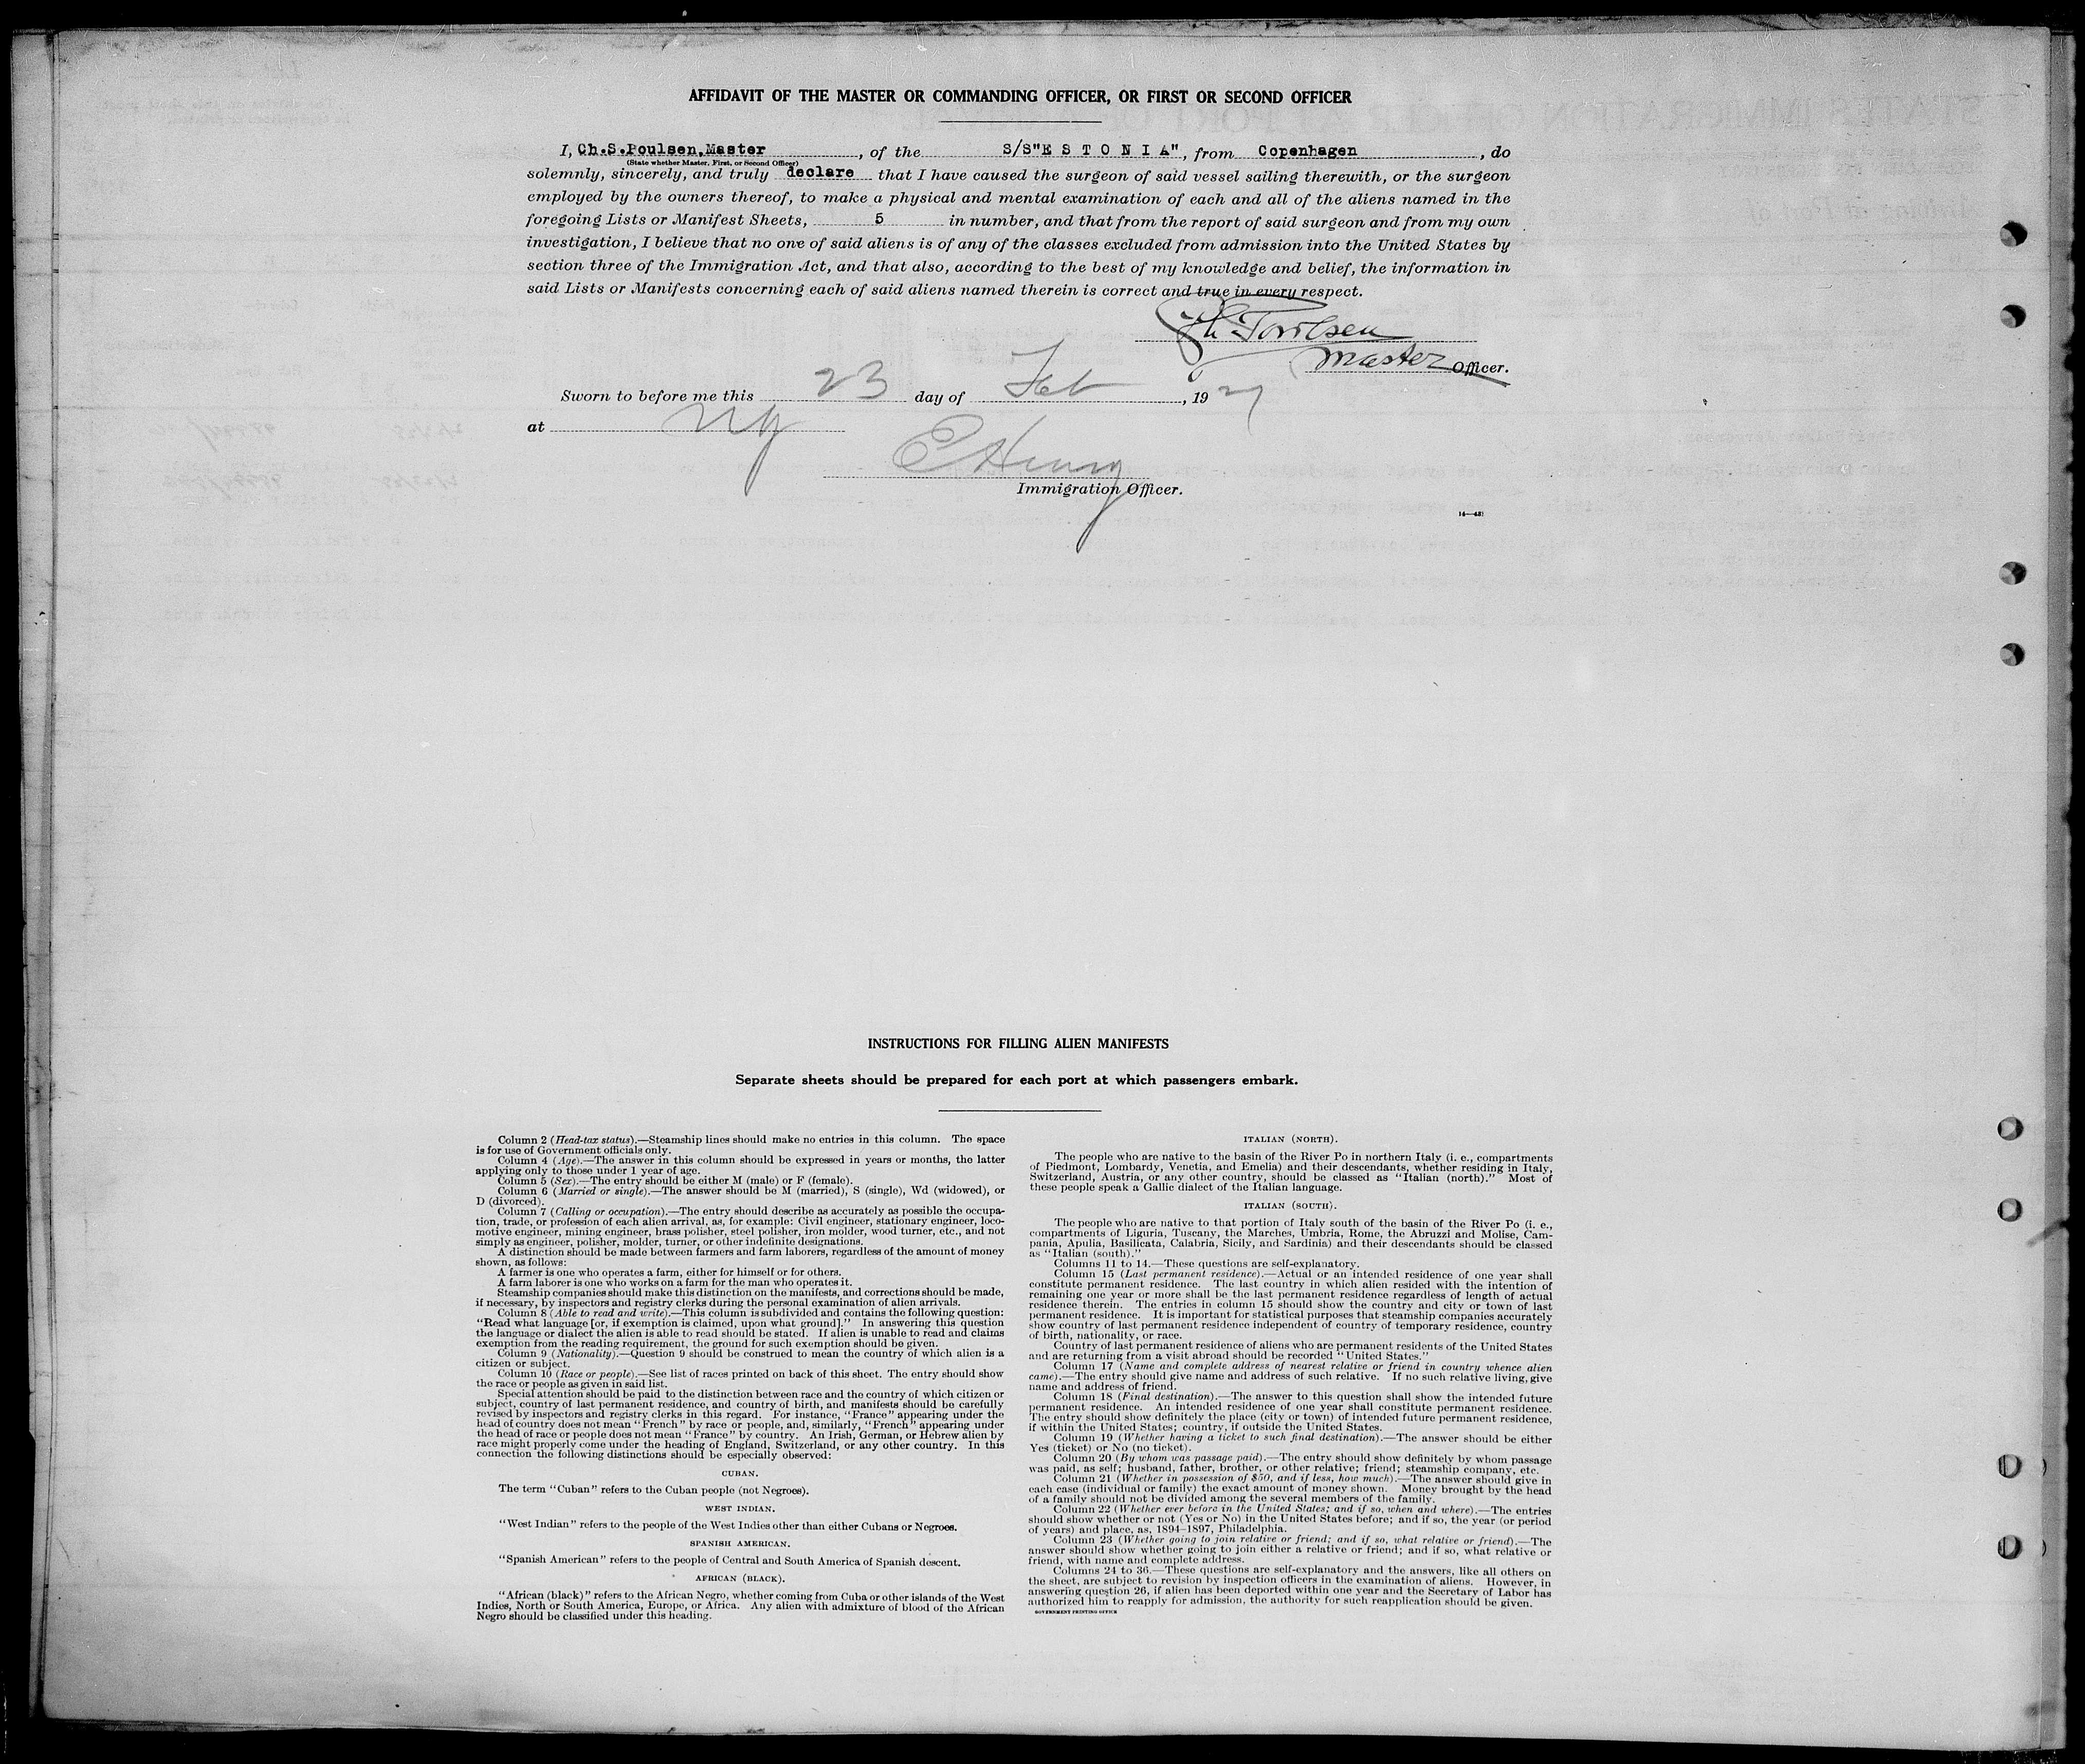 AFFIDAVIT OF THE MASTER OR COMMANDING OFFICER, OR FIRST OR SECOND OFFICER
I, Ch.S.Poulsen,Master, of the S/S"E S T O N I A", from Copenhagen, do
(State whether Master, First, or Second Officer)
solemnly, sincerely, and truly declare that I have caused the surgeon of said vessel sailing therewith, or the surgeon
employed by the owners thereof, to make a physical and mental examination of each and all of the aliens named in the
foregoing Lists or Manifest Sheets, 5 in number, and that from the report of said surgeon and from my own
investigation, I believe that no one of said aliens is of any of the classes excluded from admission into the United States by
section three of the Immigration Act, and that also, according to the best of my knowledge and belief, the information in
said Lists or Manifests concerning each of said aliens named therein is correct and true in every respect.
Ch. Poulsen
Master Officer.
Sworn to before me this 23 day of Feb, 192
at NY
E Henry
Immigration Officer.
INSTRUCTIONS FOR FILLING ALIEN MANIFESTS
Separate sheets should be prepared for each port at which passengers embark.
Column 2 (Head-tax status).—Steamship lines should make no entries in this column. The space
is for use of Government officials only.
Column 4 (Age).—The answer in this column should be expressed in years or months, the latter
applying only to those under 1 year of age.
Column 5 (Sex).—The entry should be either M (male) or F (female).
Column 6 (Married or single).—The answer should be M (married), S (single), Wd (widowed), or
D (divorced).
Column 7 (Calling or occupation).—The entry should describe as accurately as possible the occupa-
tion, trade, or profession of each alien arrival, as, for example: Civil engineer, stationary engineer, loco-
motive engineer, mining engineer, brass polisher, steel polisher, iron molder, wood turner, etc., and not
simply as engineer, polisher, molder, turner, or other indefinite designations.
A distinction should be made between farmers and farm laborers, regardless of the amount of money
shown, as follows:
A farmer is one who operates a farm, either for himself or for others.
A farm laborer is one who works on a farm for the man who operates it.
Steamship companies should make this distinction on the manifests, and corrections should be made,
if necessary, by inspectors and registry clerks during the personal examination of alien arrivals.
Column 8 (Able to read and write).—This column is subdivided and contains the following question:
"Read what language [or, if exemption is claimed, upon what ground]." In answering this question
the language or dialect the alien is able to read should be stated. If alien is unable to read and claims
exemption from the reading requirement, the ground for such exemption should be given.
Column 9 (Nationality).—Question 9 should be construed to mean the country of which alien is a
citizen or subject.
Column 10 (Race or people).—See list of races printed on back of this sheet. The entry should show
the race or people as given in said list.
Special attention should be paid to the distinction between race and the country of which citizen or
subject, country of last permanent residence, and country of birth, and manifests should be carefully
revised by inspectors and registry clerks in this regard. For instance, "France" appearing under the
head of country does not mean "French" by race or people, and, similarly, "French" appearing under
the head of race or people does not mean "France" by country. An Irish, German, or Hebrew alien by
race might properly come under the heading of England, Switzerland, or any other country. In this
connection the following distinctions should be especially observed:
CUBAN.
The term "Cuban" refers to the Cuban people (not Negroes).
WEST INDIAN.
"West Indian" refers to the people of the West Indies other than either Cubans or Negroes.
SPANISH AMERICAN.
"Spanish American" refers to the people of Central and South America of Spanish descent.
AFRICAN (BLACK).
"African (black)" refers to the African Negro, whether coming from Cuba or other islands of the West
Indies, North or South America, Europe, or Africa. Any alien with admixture of blood of the African
Negro should be classified under this heading.
ITALIAN (NORTH).
The people who are native to the basin of the River Po in northern Italy (i. e., compartments
of Piedmont, Lombardy, Venetia, and Emelia) and their descendants, whether residing in Italy,
Switzerland, Austria, or any other country, should be classed as "Italian (north)." Most of
these people speak a Gallic dialect of the Italian language.
ITALIAN (SOUTH).
The people who are native to that portion of Italy south of the basin of the River Po (i. e.,
compartments of Liguria, Tuscany, the Marches, Umbria, Rome, the Abruzzi and Molise, Cam-
pania, Apulia, Basilicata, Calabria, Sicily, and Sardinia) and their descendants should be classed
as "Italian (south)."
Columns 11 to 14.—These questions are self-explanatory.
Column 15 (Last permanent residence).—Actual or an intended residence of one year shall
constitute permanent residence. The last country in which alien resided with the intention of
remaining one year or more shall be the last permanent residence regardless of length of actual
residence therein. The entries in column 15 should show the country and city or town of last
permanent residence. It is important for statistical purposes that steamship companies accurately
show country of last permanent residence independent of country of temporary residence, country
of birth, nationality, or race.
Country of last permanent residence of aliens who are permanent residents of the United States
and are returning from a visit abroad should be recorded "United States."
Column 17 (Name and complete address of nearest relative or friend in country whence alien
came).—The entry should give name and address of such relative. If no such relative living, give
name and address of friend.
Column 18 (Final destination).—The answer to this question shall show the intended future
permanent residence. An intended residence of one year shall constitute permanent residence.
The entry should show definitely the place (city or town) of intended future permanent residence,
if within the United States; country, if outside the United States.
Column 19 (Whether having a ticket to such final destination).—The answer should be either
Yes (ticket) or No (no ticket).
Column 20 (By whom was passage paid).—The entry should show definitely by whom passage
was paid, as self; husband, father, brother, or other relative; friend; steamship company, etc.
Column 21 (Whether in possession of $50, and if less, how much).—The answer should give in
each case (individual or family) the exact amount of money shown. Money brought by the head
of a family should not be divided among the several members of the family.
Column 22 (Whether ever before in the United States; and if so, when and where).—The entries
should show whether or not (Yes or No) in the United States before; and if so, the year (or period
of years) and place, as, 1894–1897, Philadelphia.
Column 23 (Whether going to join relative or friend; and if so, what relative or friend).—The
answer should show whether going to join either a relative or friend; and if so, what relative or
friend, with name and complete address.
Columns 24 to 36.—These questions are self-explanatory and the answers, like all others on
the sheet, are subject to revision by inspection officers in the examination of aliens. However, in
answering question 26, if alien has been deported within one year and the Secretary of Labor has
authorized him to reapply for admission, the authority for such reapplication should be given.
GOVERNMENT PRINTING OFFICE